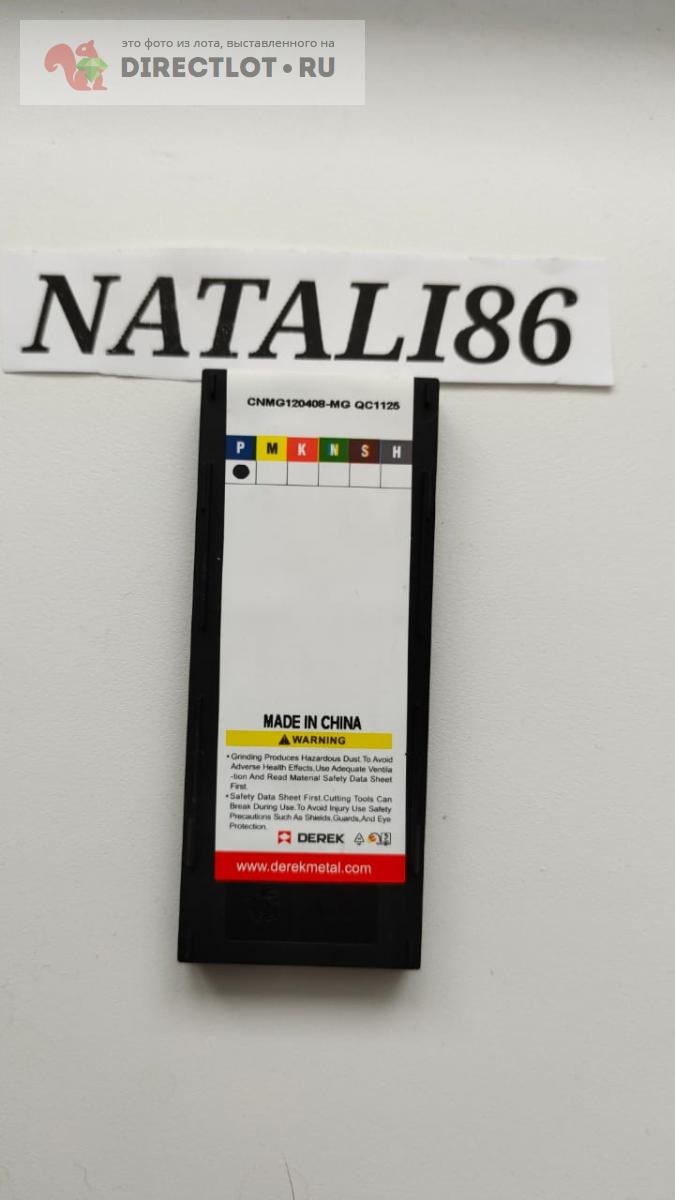 это фото из лота, выставленного на
DIRECTLOT•RU
NATALI86
CNMG120408-MG QC1125
P M K N S H
MADE IN CHINA
WARNING
• Grinding Produces Hazardous Dust.To Avoid
Adverse Health Effects.Use Adequate Ventila
-tion And Read Material Safety Data Sheet
First.
• Safety Data Sheet First.Cutting Tools Can
Break During Use.To Avoid Injury Use Safety
Precautions Such As Shields,Guards,And Eye
Protection.
DEREK
www.derekmetal.com